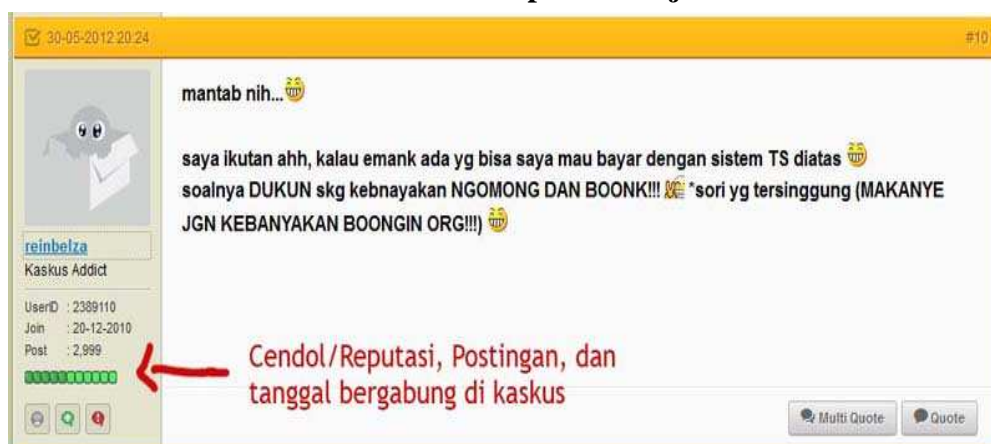 30-05-2012 20:24
#10
mantab nih...
saya ikutan ahh, kalau emank ada yg bisa saya mau bayar dengan sistem TS diatas
soalnya DUKUN skg kebnayakan NGOMONG DAN BOONK!!! *sori yg tersinggung (MAKANYE
JGN KEBANYAKAN BOONGIN ORG!!!)
reinbelza
Kaskus Addict
UserID : 2389110
Join : 20-12-2010
Post : 2,999
Cendol/Reputasi, Postingan, dan
tanggal bergabung di kaskus
Multi Quote
Quote